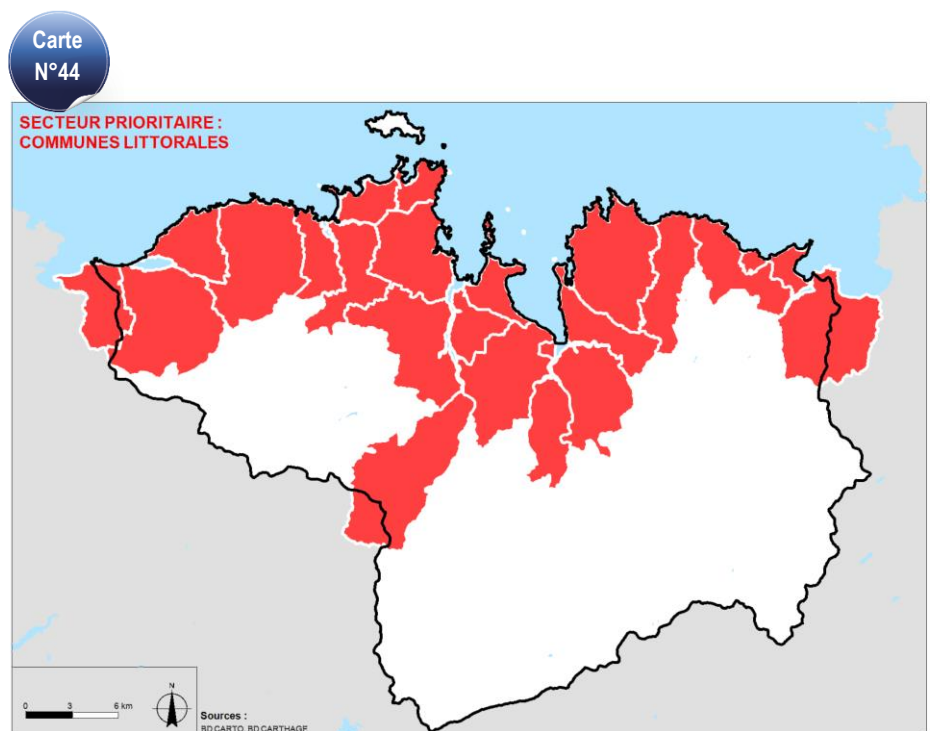 Carte
N°44
SECTEUR PRIORITAIRE :
COMMUNES LITTORALES
N
0 3 6 km
Sources :
BD CARTO, BD CARTHAGE